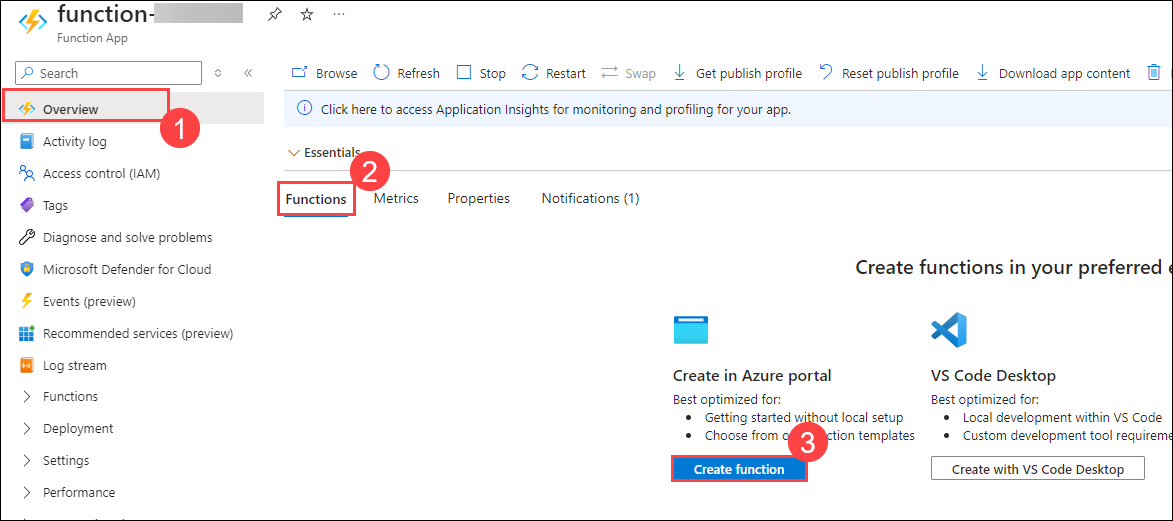 function-
Function App
Search
Browse
Refresh
Stop
Restart
Swap
Get publish profile
Reset publish profile
Download app content
Overview
1
Click here to access Application Insights for monitoring and profiling for your app.
Activity log
Essentials
2
Access control (IAM)
Functions
Metrics
Properties
Notifications (1)
Tags
Diagnose and solve problems
Microsoft Defender for Cloud
Events (preview)
Recommended services (preview)
Log stream
Functions
Deployment
Settings
Performance
Create functions in your preferred
Create in Azure portal
Best optimized for:
Getting started without local setup
Choose from templates
3
Create function
VS Code Desktop
Best optimized for:
Local development within VS Code
Custom development tool
Create with VS Code Desktop